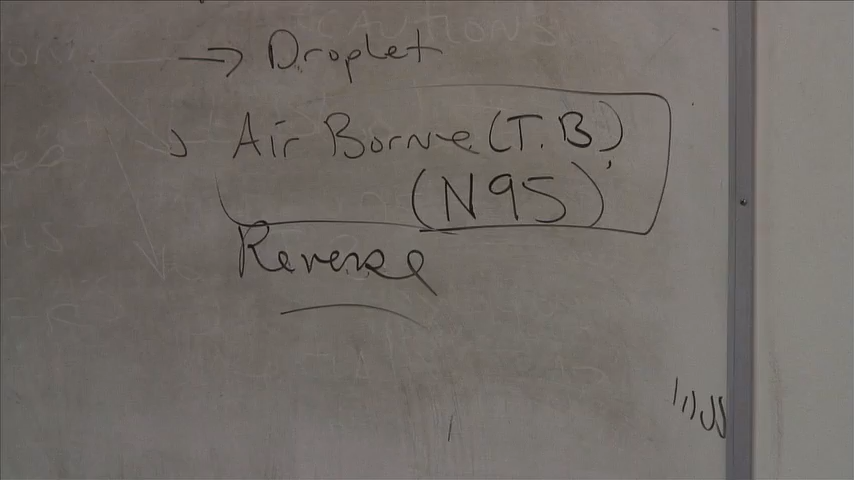 → Droplet
Air Borne (T.B)
(N95)
Reverse